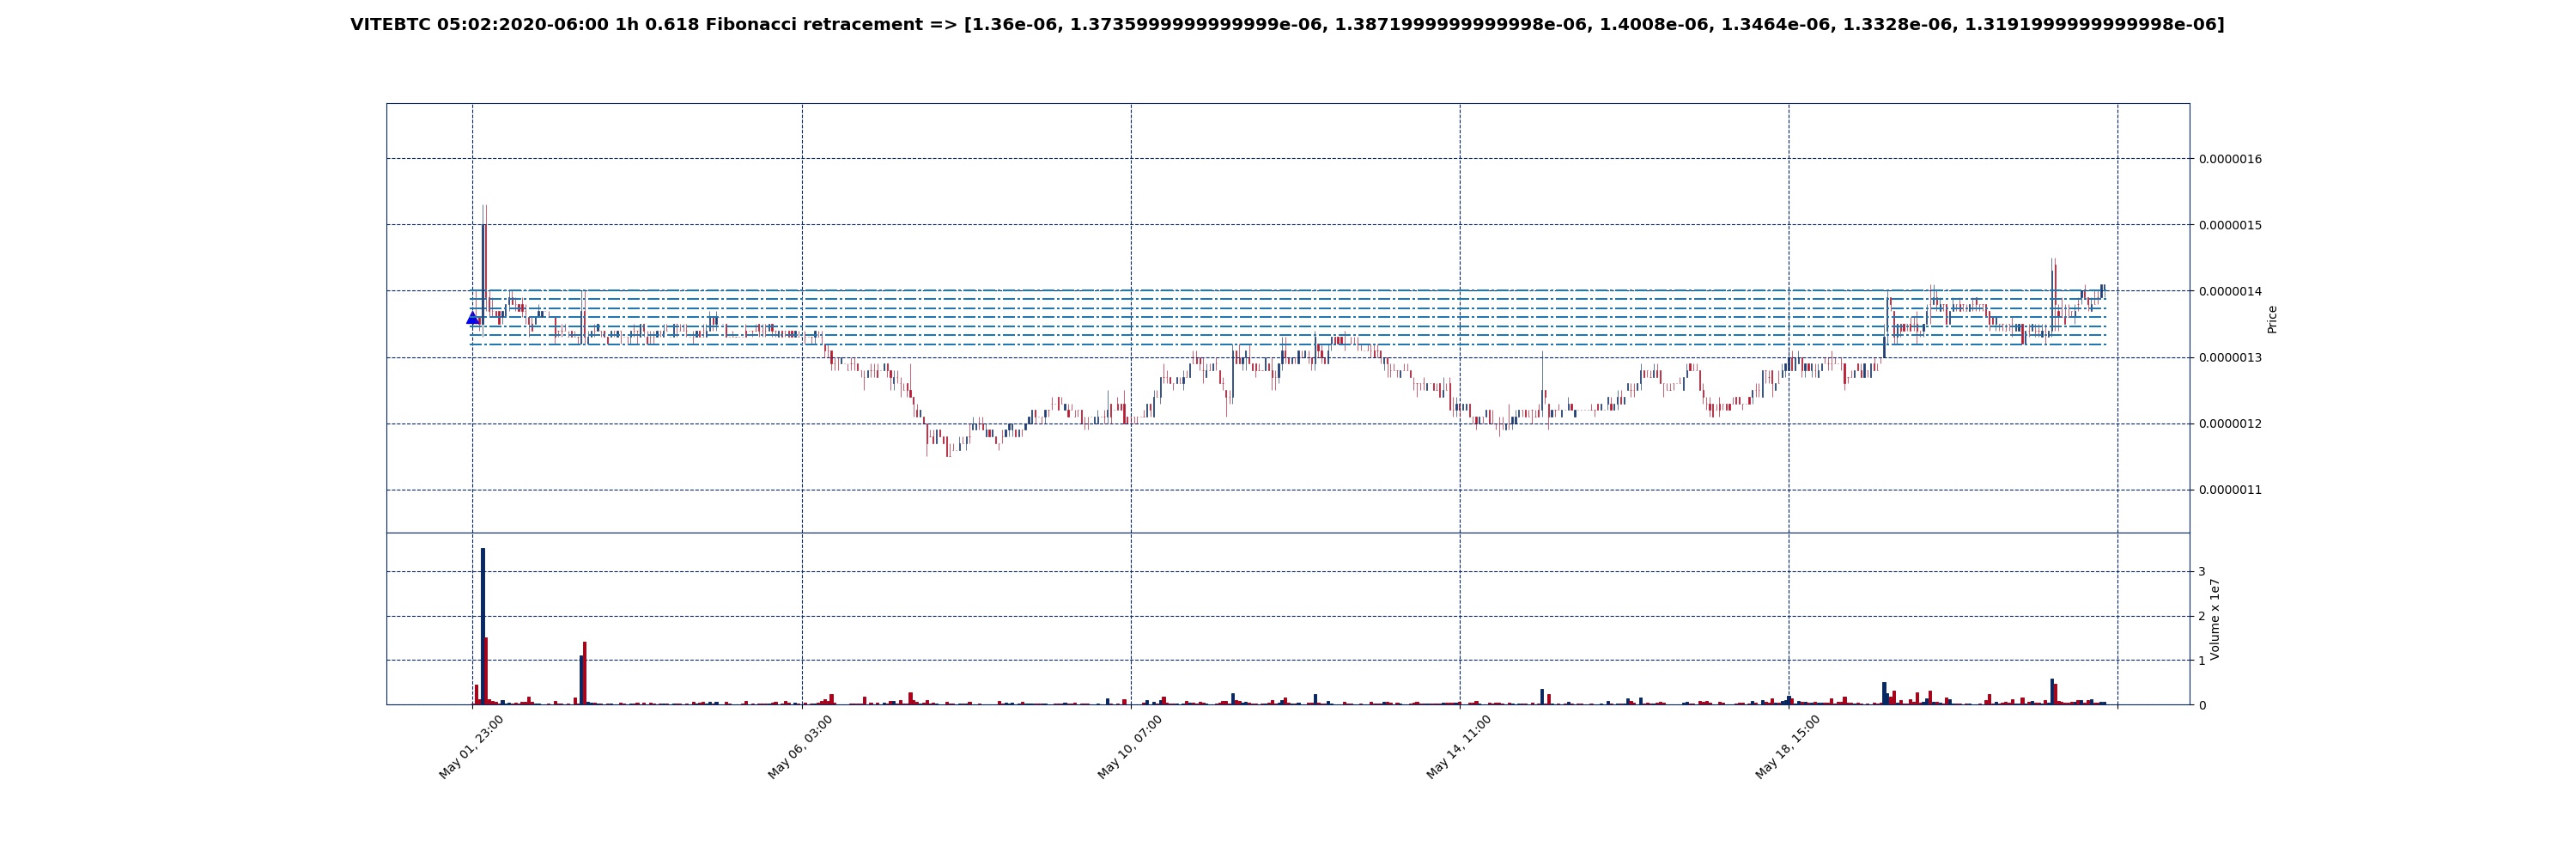 VITEBTC 05:02:2020-06:00 1h 0.618 Fibonacci retracement => [1.36e-06, 1.3735999999999999e-06, 1.3871999999999998e-06, 1.4008e-06, 1.3464e-06, 1.3328e-06, 1.3191999999999998e-06]
0.0000016
0.0000015
0.0000014
Price
0.0000013
0.0000012
0.0000011
3
2
Volume x 1e7
1
0
May 01, 23:00
May 06, 03:00
May 10, 07:00
May 14, 11:00
May 18, 15:00